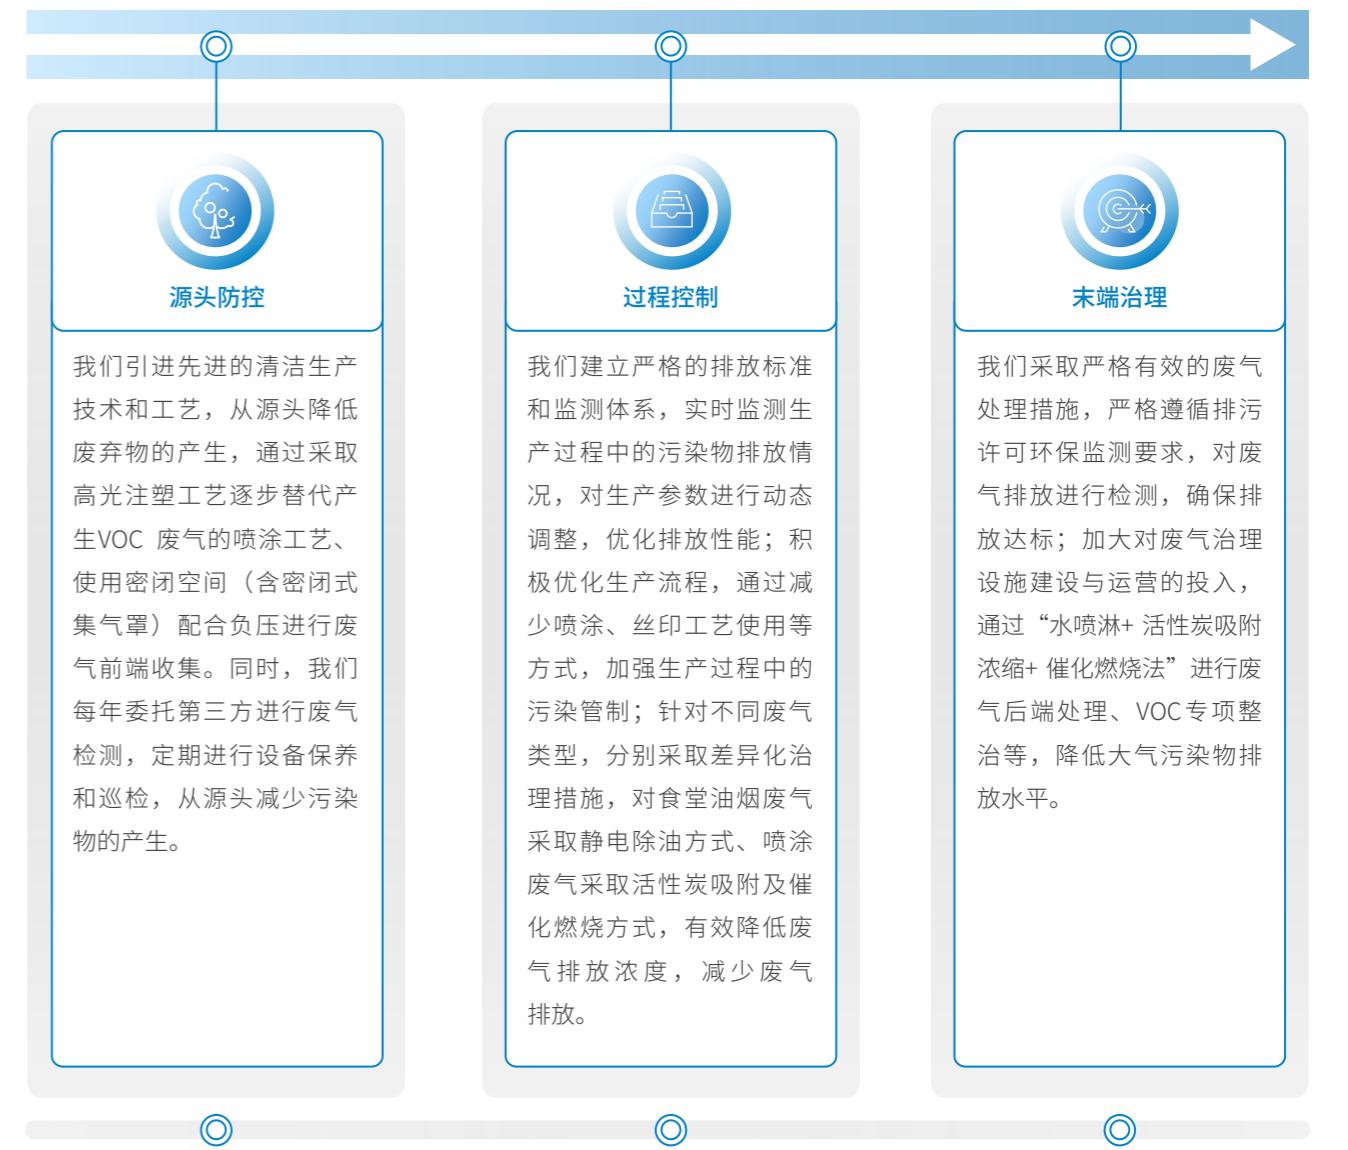 源头防控
我们引进先进的清洁生产
技术和工艺，从源头降低
废弃物的产生，通过采取
高光注塑工艺逐步替代产
生VOC 废气的喷涂工艺、
使用密闭空间（含密闭式
集气罩）配合负压进行废
气前端收集。同时，我们
每年委托第三方进行废气
检测，定期进行设备保养
和巡检，从源头减少污染
物的产生。
过程控制
我们建立严格的排放标准
和监测体系，实时监测生
产过程中的污染物排放情
况，对生产参数进行动态
调整，优化排放性能；积
极优化生产流程，通过减
少喷涂、丝印工艺使用等
方式，加强生产过程中的
污染管制；针对不同废气
类型，分别采取差异化治
理措施，对食堂油烟废气
采取静电除油方式、喷涂
废气采取活性炭吸附及催
化燃烧方式，有效降低废
气排放浓度，减少废气
排放。
末端治理
我们采取严格有效的废气
处理措施，严格遵循排污
许可环保监测要求，对废
气排放进行检测，确保排
放达标；加大对废气治理
设施建设与运营的投入，
通过“水喷淋+ 活性炭吸附
浓缩+ 催化燃烧法”进行废
气后端处理、VOC专项整
治等，降低大气污染物排
放水平。